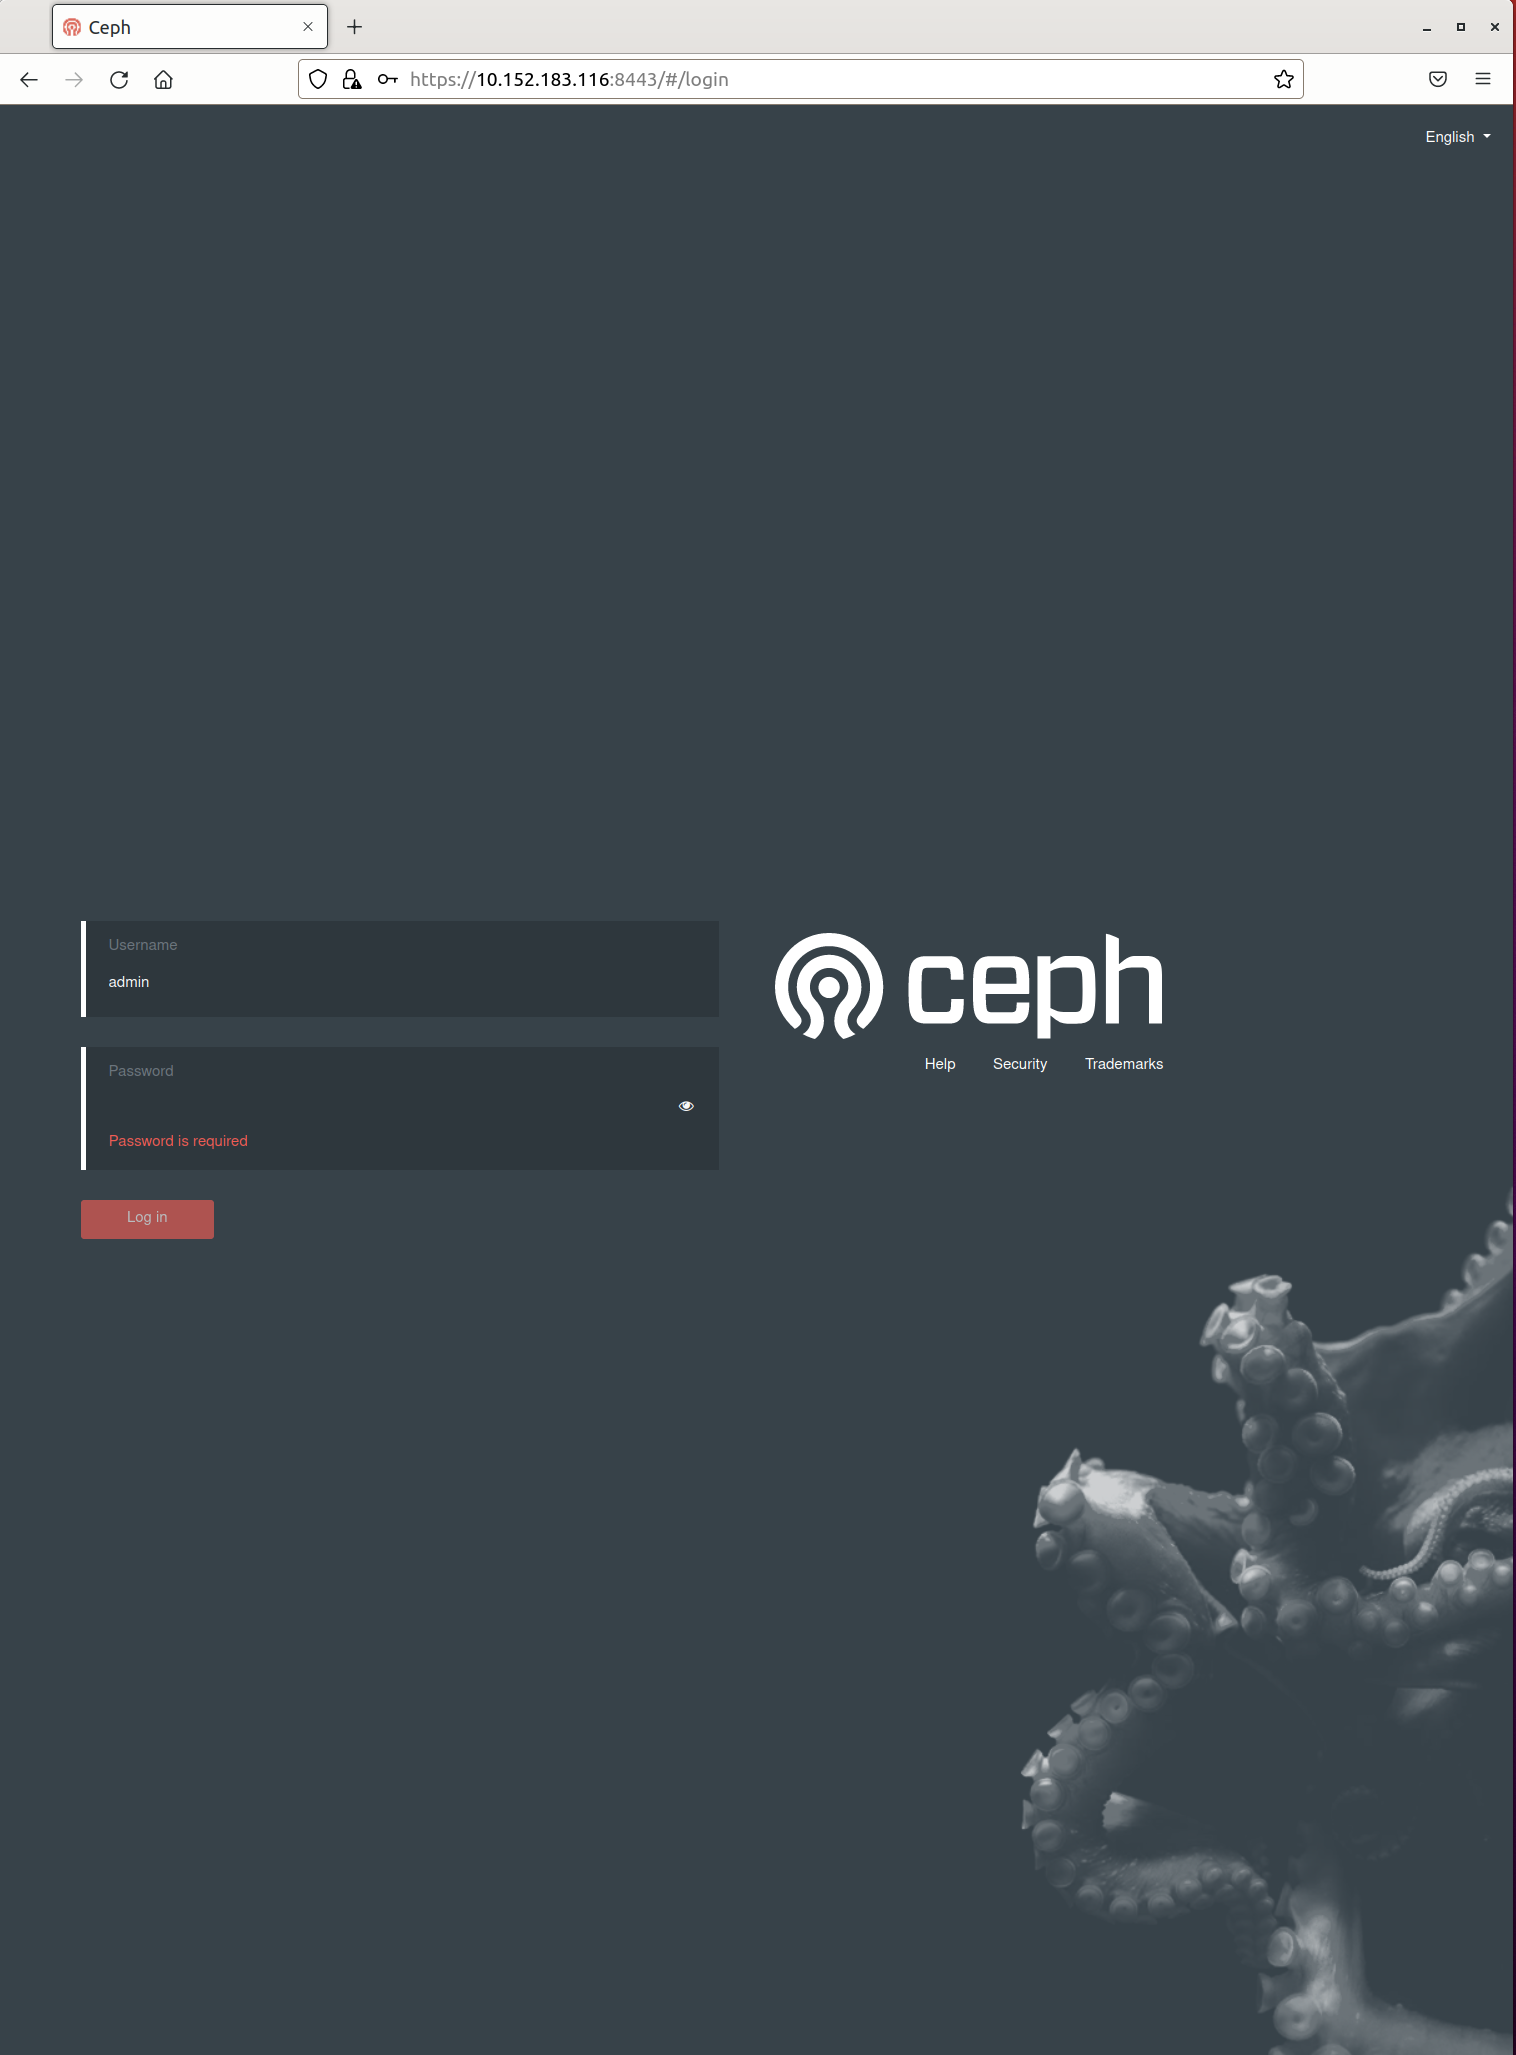 Ceph
https://10.152.183.116:8443/#/login
English
Username
admin
ceph
Help Security Trademarks
Password
Password is required
Log in